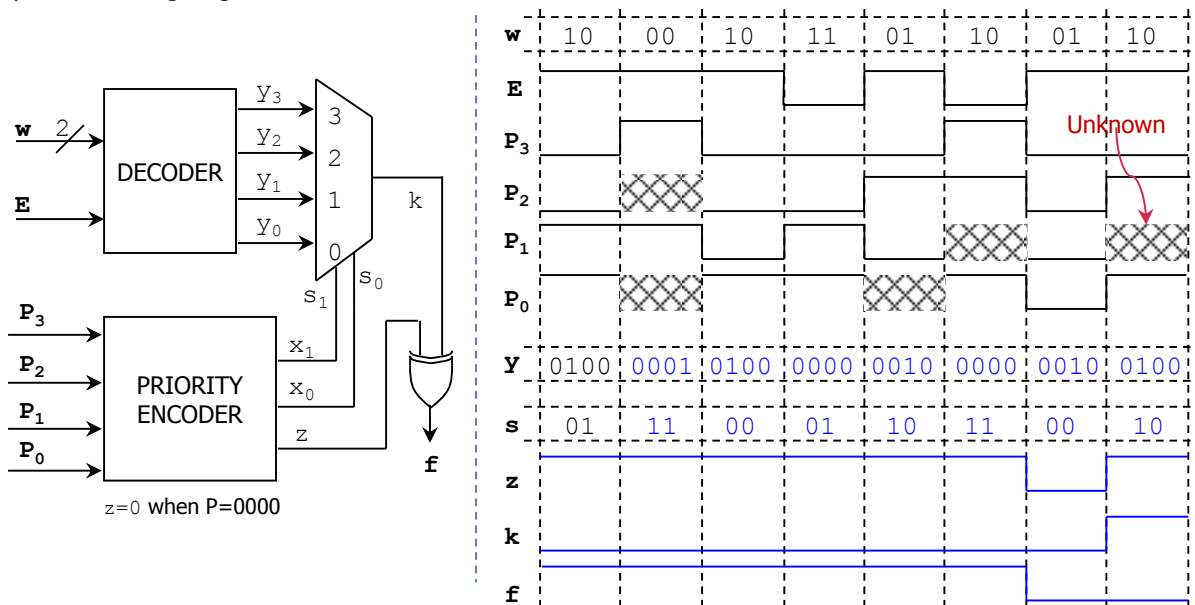 w 2 E
DECODER
y3
y2
y1
y0
3
2
1
0
s1 s0
k
P3
P2
P1
P0
PRIORITY
ENCODER
x1
x0
z
f
z=0 when P=0000
w 10 00 10 11 01 10 01 10
E
P3
Unknown
P2
P1
P0
y 0100 0001 0100 0000 0010 0000 0010 0100
s 01 11 00 01 10 11 00 10
z
k
f